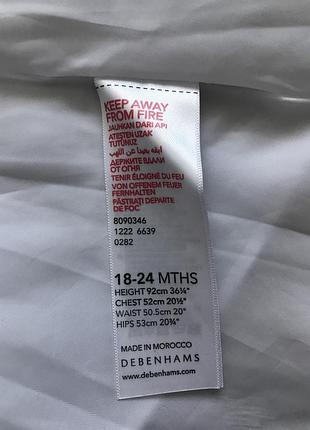 KEEP AWAY
FROM FIRE
JAUHKAN DARI API
ATEŞTEN UZAK
TUTUNUZ
أبقه بعيدا عن اللهب
ДЕРЖИТЕ ВДАЛИ
ОТ ОГНЯ
TENIR ÉLOIGNÉ DU FEU
VON OFFENEM FEUER
FERNHALTEN
PĂSTRAȚI DEPARTE
DE FOC
8090346
1222 6639
0282
18-24 MTHS
HEIGHT 92cm 36¼"
CHEST 52cm 20½"
WAIST 50.5cm 20"
HIPS 53cm 20¾"
MADE IN MOROCCO
DEBENHAMS
www.debenhams.com